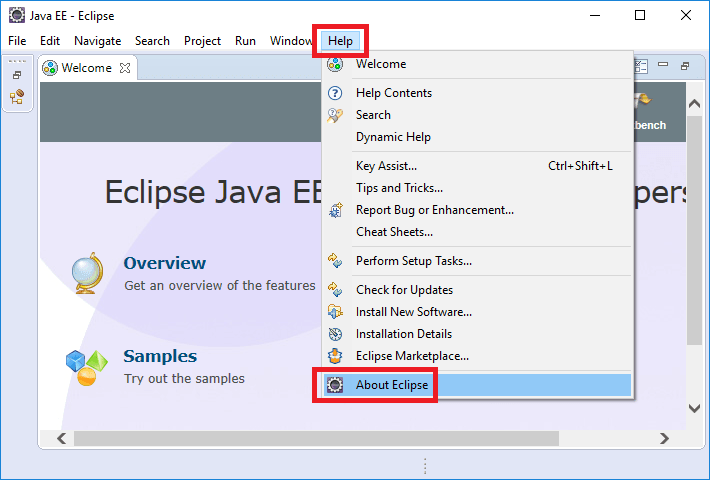 Java EE - Eclipse
File Edit Navigate Search Project Run Window Help
Welcome
Welcome
Help Contents
Search
Dynamic Help
Key Assist... Ctrl+Shift+L
Tips and Tricks...
Report Bug or Enhancement...
Cheat Sheets...
Perform Setup Tasks...
Check for Updates
Install New Software...
Installation Details
Eclipse Marketplace...
About Eclipse
bench
Eclipse Java EE pers
Overview
Get an overview of the features
Samples
Try out the samples